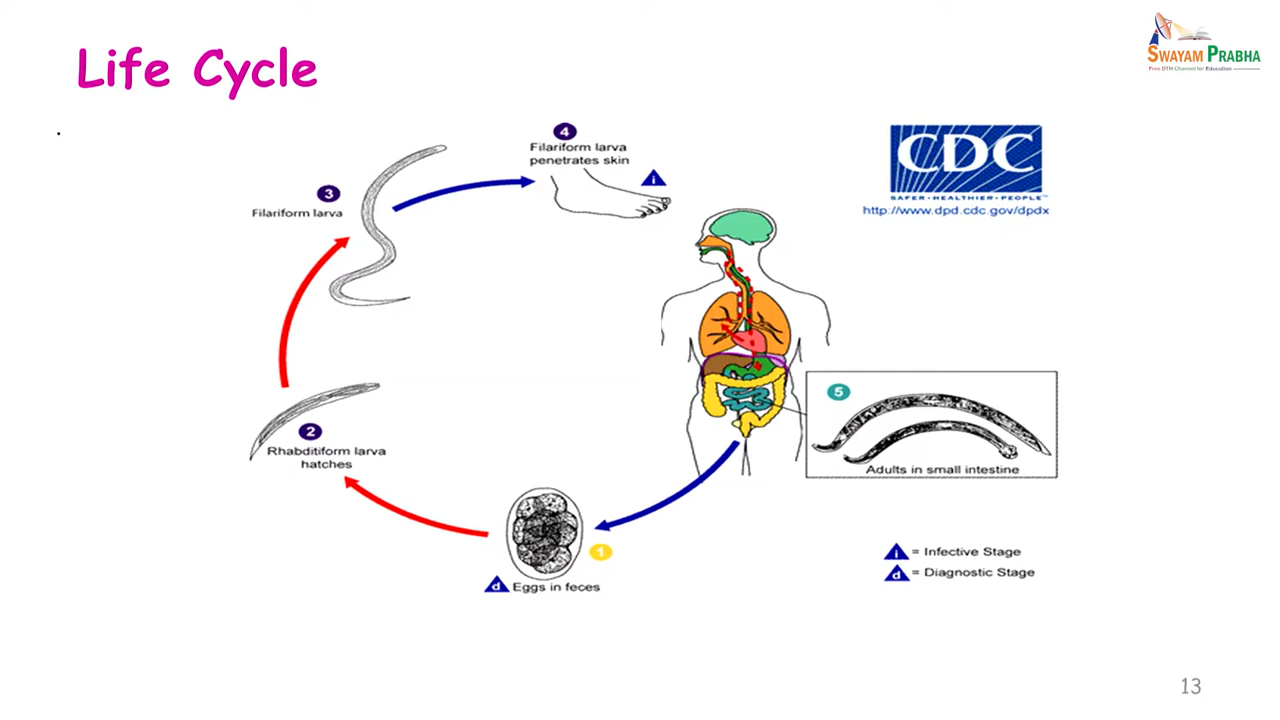 Life Cycle
SWAYAM PRABHA
Free DTH Channel for Education
4
Filariform larva
penetrates skin
i
CDC
SAFER • HEALTHIER • PEOPLE™
http://www.dpd.cdc.gov/dpdx
3
Filariform larva
2
Rhabditiform larva
hatches
5
Adults in small intestine
1
d Eggs in feces
i = Infective Stage
d = Diagnostic Stage
13